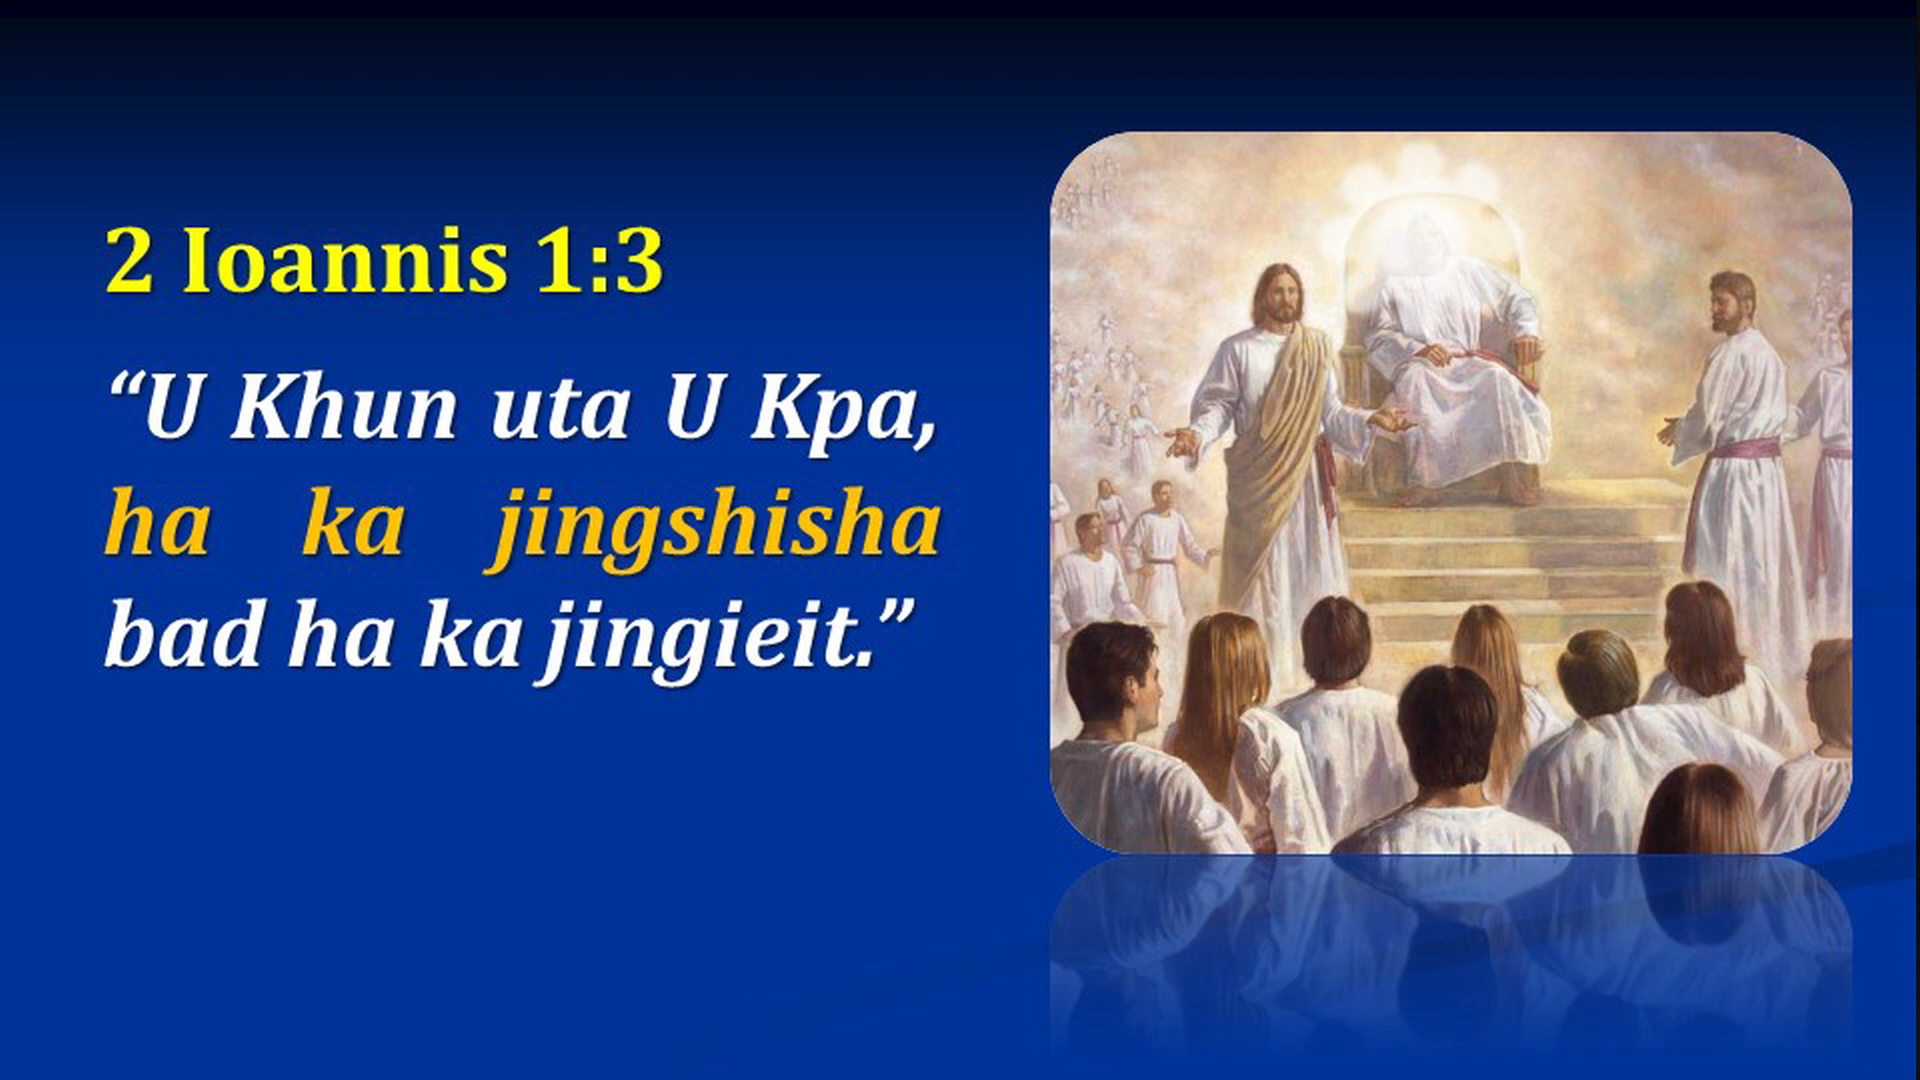 2 Ioannis 1:3
“U Khun uta U Kpa,
ha ka jingshisha
bad ha ka jingieit.”